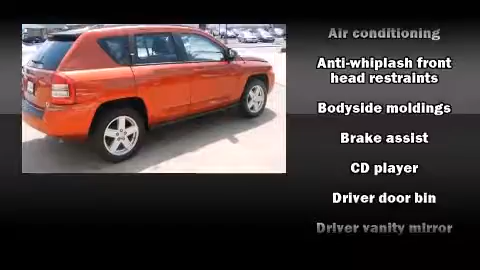 Air conditioning
Anti-whiplash front
head restraints
Bodyside moldings
Brake assist
CD player
Driver door bin
Driver vanity mirror